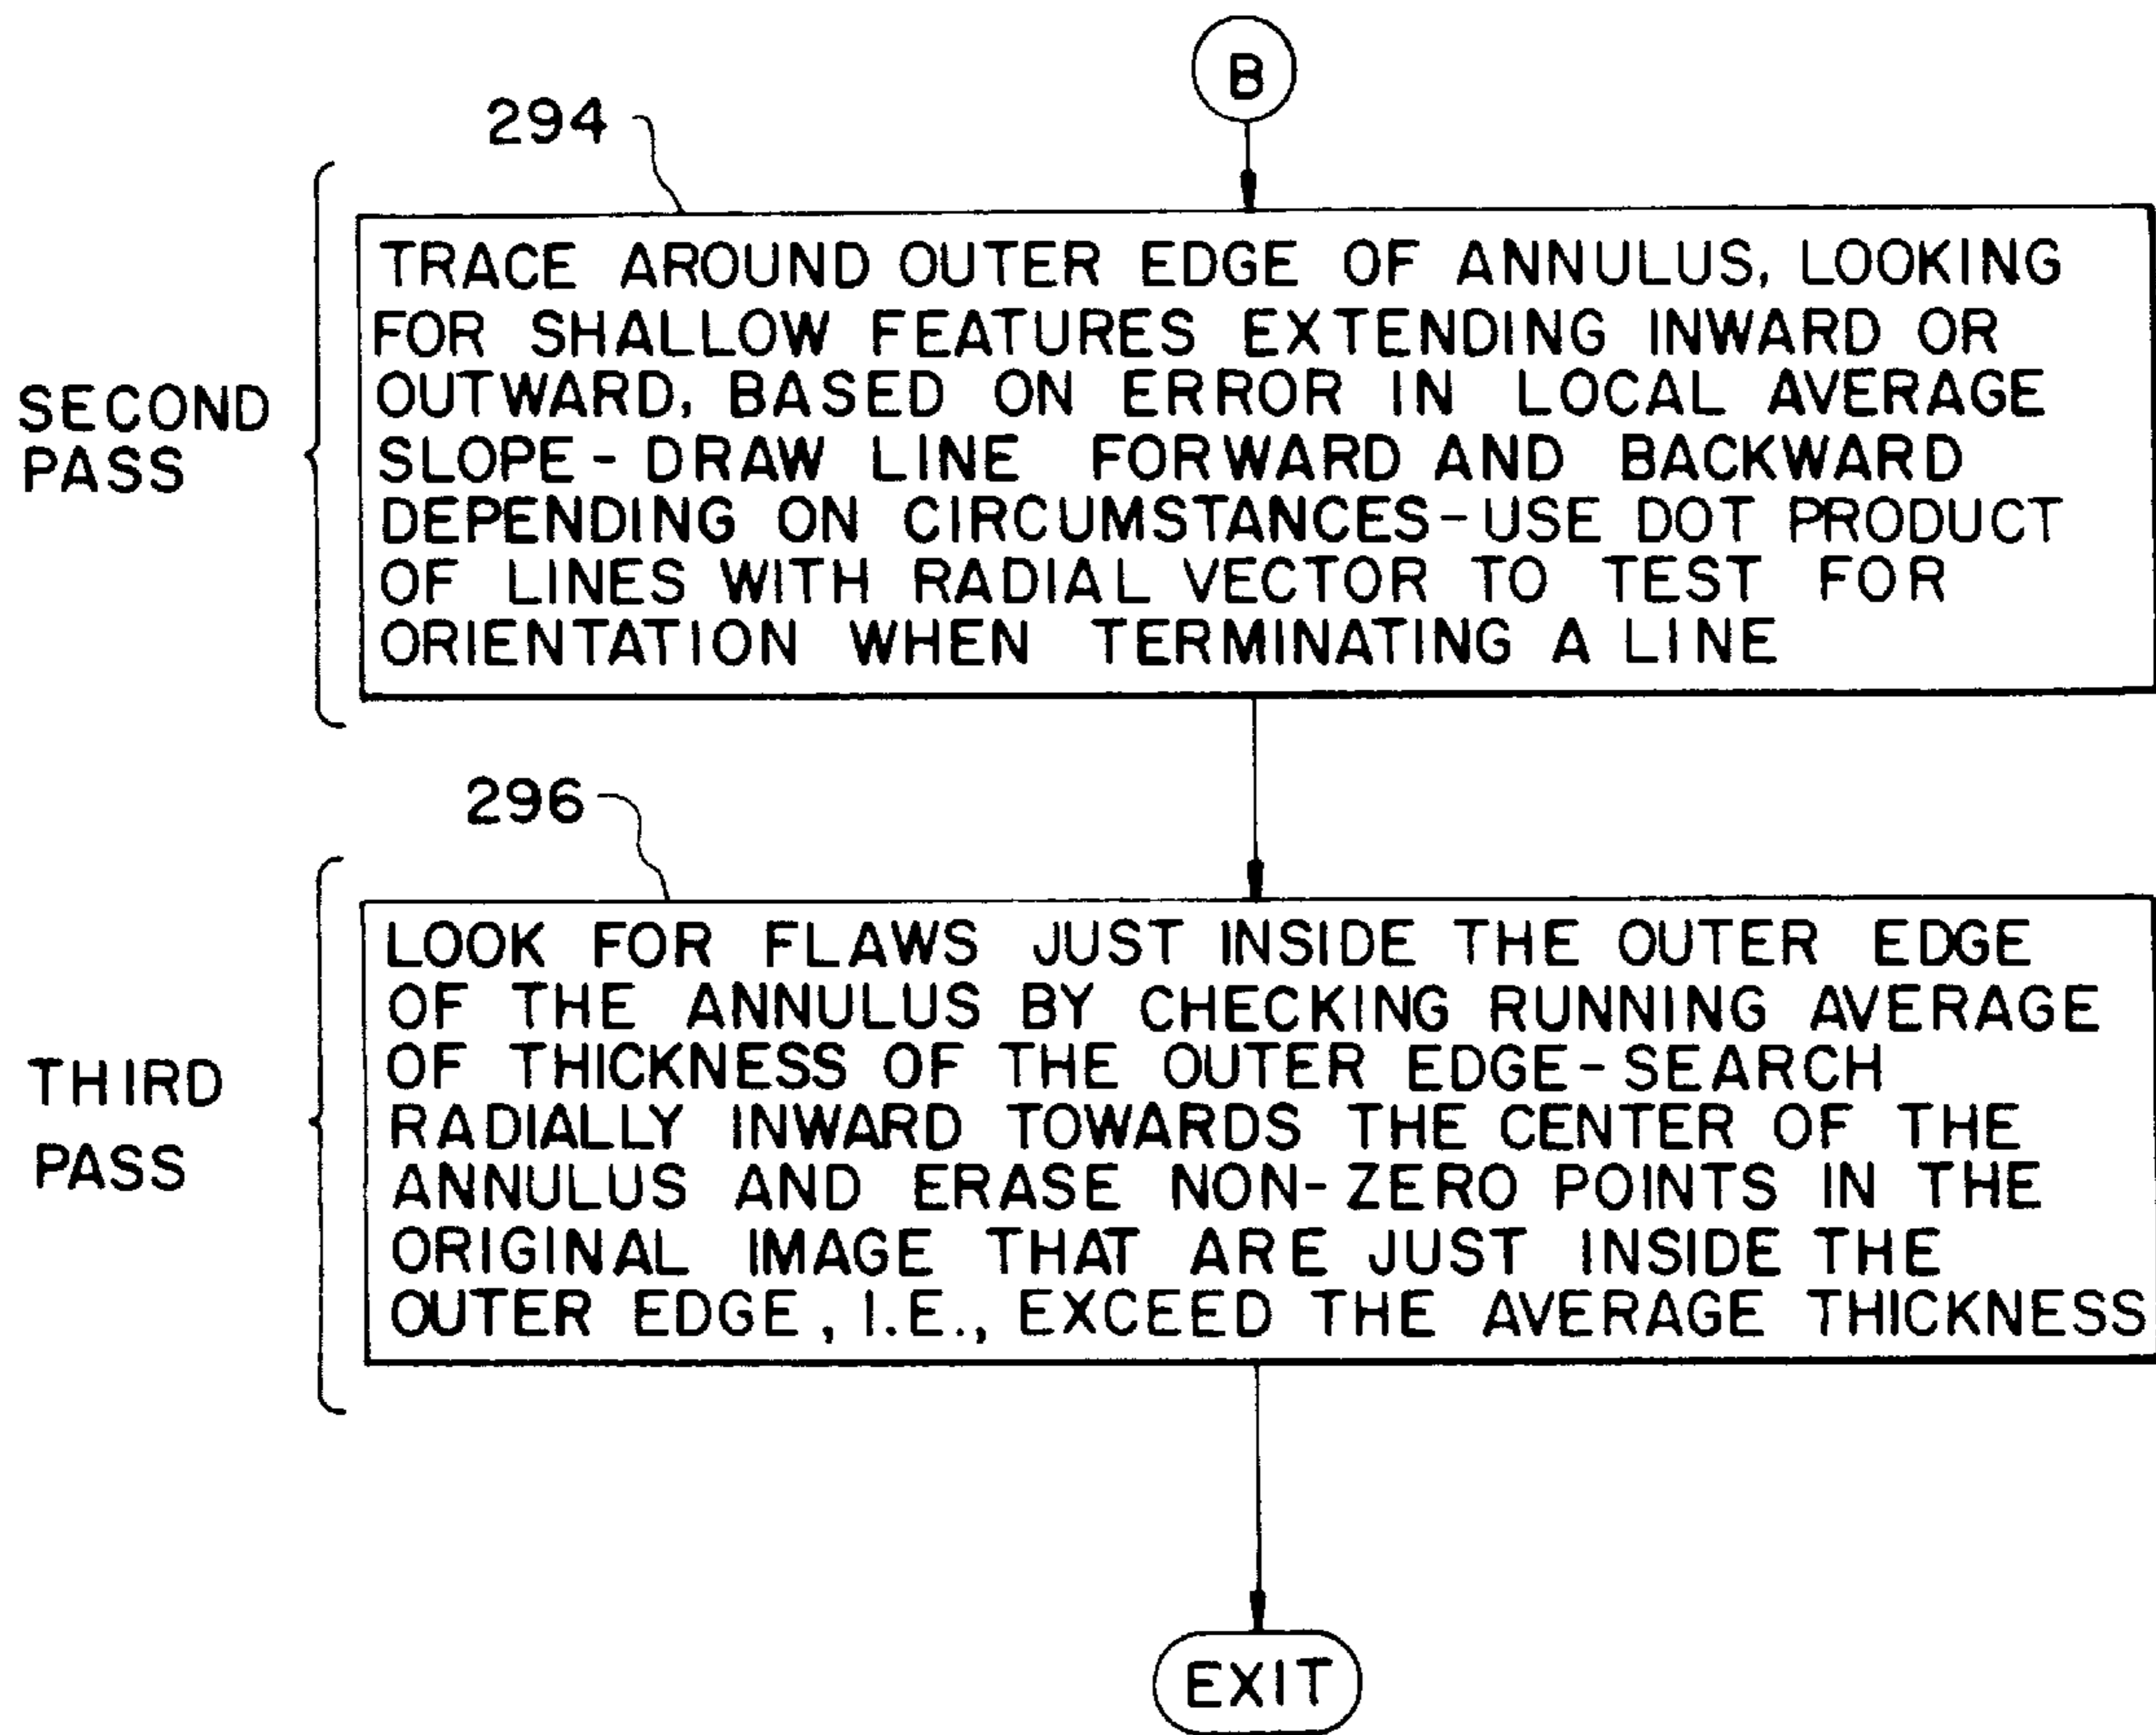 B
294
SECOND
PASS
TRACE AROUND OUTER EDGE OF ANNULUS, LOOKING
FOR SHALLOW FEATURES EXTENDING INWARD OR
OUTWARD, BASED ON ERROR IN LOCAL AVERAGE
SLOPE - DRAW LINE FORWARD AND BACKWARD
DEPENDING ON CIRCUMSTANCES - USE DOT PRODUCT
OF LINES WITH RADIAL VECTOR TO TEST FOR
ORIENTATION WHEN TERMINATING A LINE
296
THIRD
PASS
LOOK FOR FLAWS JUST INSIDE THE OUTER EDGE
OF THE ANNULUS BY CHECKING RUNNING AVERAGE
OF THICKNESS OF THE OUTER EDGE - SEARCH
RADIALLY INWARD TOWARDS THE CENTER OF THE
ANNULUS AND ERASE NON-ZERO POINTS IN THE
ORIGINAL IMAGE THAT ARE JUST INSIDE THE
OUTER EDGE, I.E., EXCEED THE AVERAGE THICKNESS
EXIT